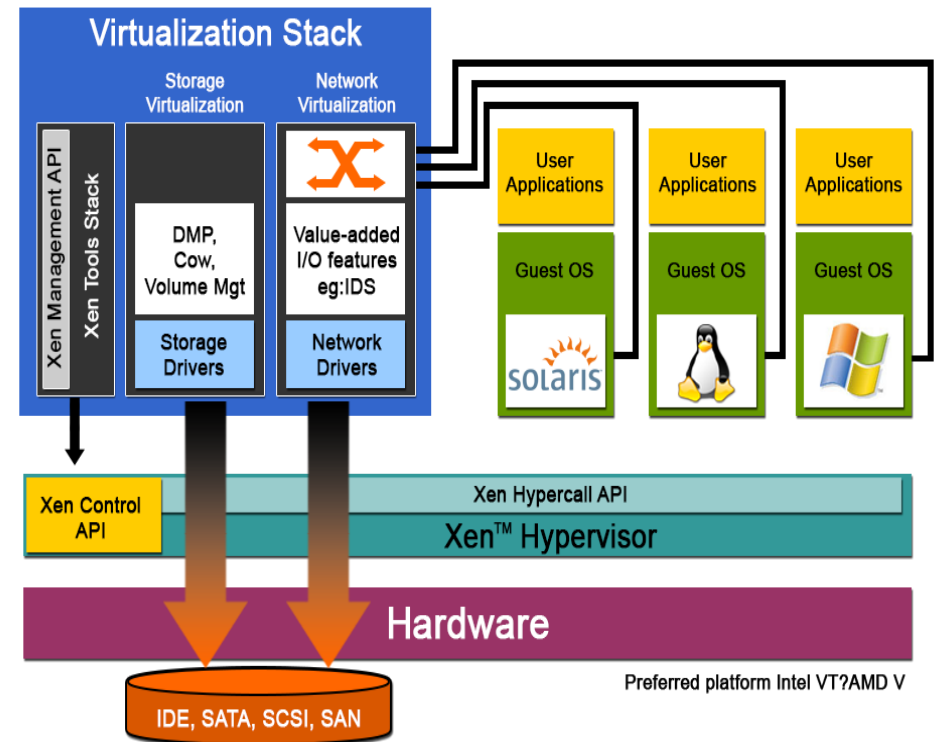 Virtualization Stack
Storage
Virtualization
Network
Virtualization
Xen Management API
Xen Tools Stack
DMP,
Cow,
Volume Mgt
Storage
Drivers
Value-added
I/O features
eg:IDS
Network
Drivers
User
Applications
Guest OS
solaris
User
Applications
Guest OS
User
Applications
Guest OS
Xen Control
API
Xen Hypercall API
Xen™ Hypervisor
Hardware
IDE, SATA, SCSI, SAN
Preferred platform Intel VT?AMD V